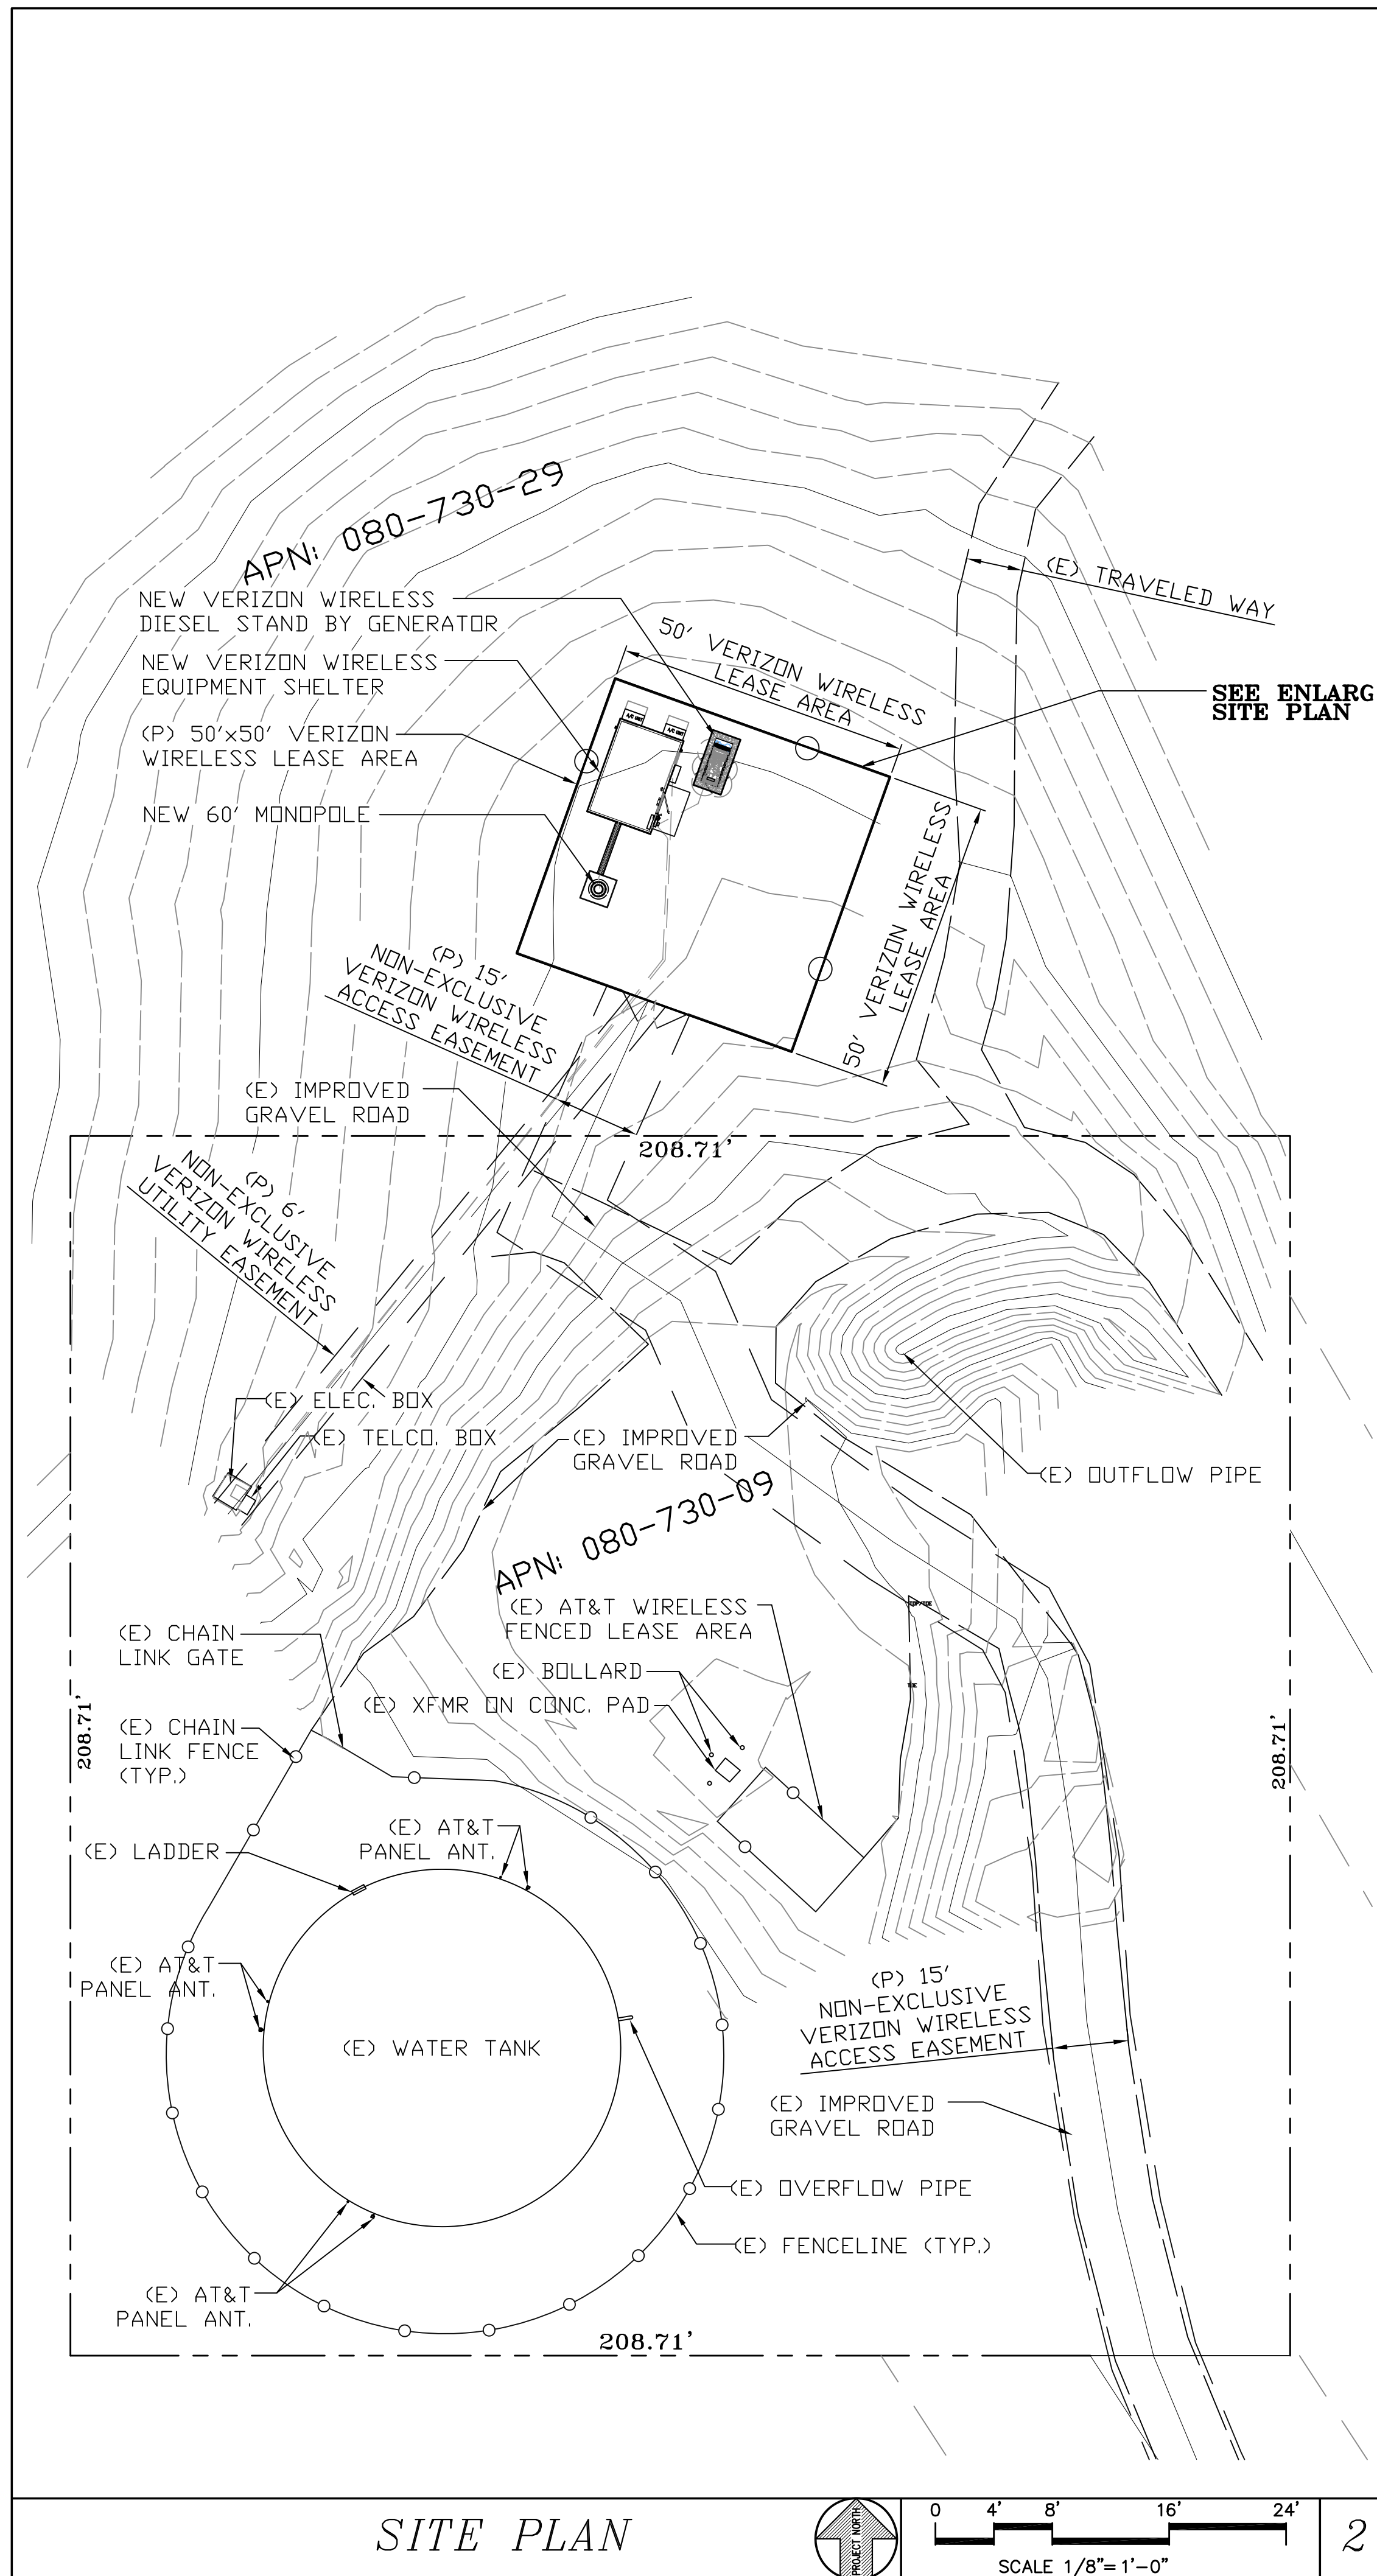 APN: 080-730-29
NEW VERIZON WIRELESS
DIESEL STAND BY GENERATOR
NEW VERIZON WIRELESS
EQUIPMENT SHELTER
(P) 50'x50' VERIZON
WIRELESS LEASE AREA
NEW 60' MONOPOLE
(E) TRAVELED WAY
50' VERIZON WIRELESS
LEASE AREA
SEE ENLARG
SITE PLAN
A/C UNIT
A/C UNIT
50' VERIZON WIRELESS
LEASE AREA
(P) 15'
NON-EXCLUSIVE
VERIZON WIRELESS
ACCESS EASEMENT
(E) IMPROVED
GRAVEL ROAD
208.71'
(P) 6'
NON-EXCLUSIVE
VERIZON WIRELESS
UTILITY EASEMENT
(E) ELEC. BOX
(E) TELCO. BOX
(E) IMPROVED
GRAVEL ROAD
(E) OUTFLOW PIPE
APN: 080-730-09
(E) AT&T WIRELESS
FENCED LEASE AREA
(E) BOLLARD
(E) XFMR ON CONC. PAD
(E) CHAIN
LINK GATE
208.71'
(E) CHAIN
LINK FENCE
(TYP.)
208.71'
(E) LADDER
(E) AT&T
PANEL ANT.
(E) AT&T
PANEL ANT.
(E) WATER TANK
(P) 15'
NON-EXCLUSIVE
VERIZON WIRELESS
ACCESS EASEMENT
(E) IMPROVED
GRAVEL ROAD
(E) OVERFLOW PIPE
(E) FENCELINE (TYP.)
(E) AT&T
PANEL ANT.
208.71'
SITE PLAN
PROJECT NORTH
0 4' 8' 16' 24'
SCALE 1/8"= 1'-0"
2